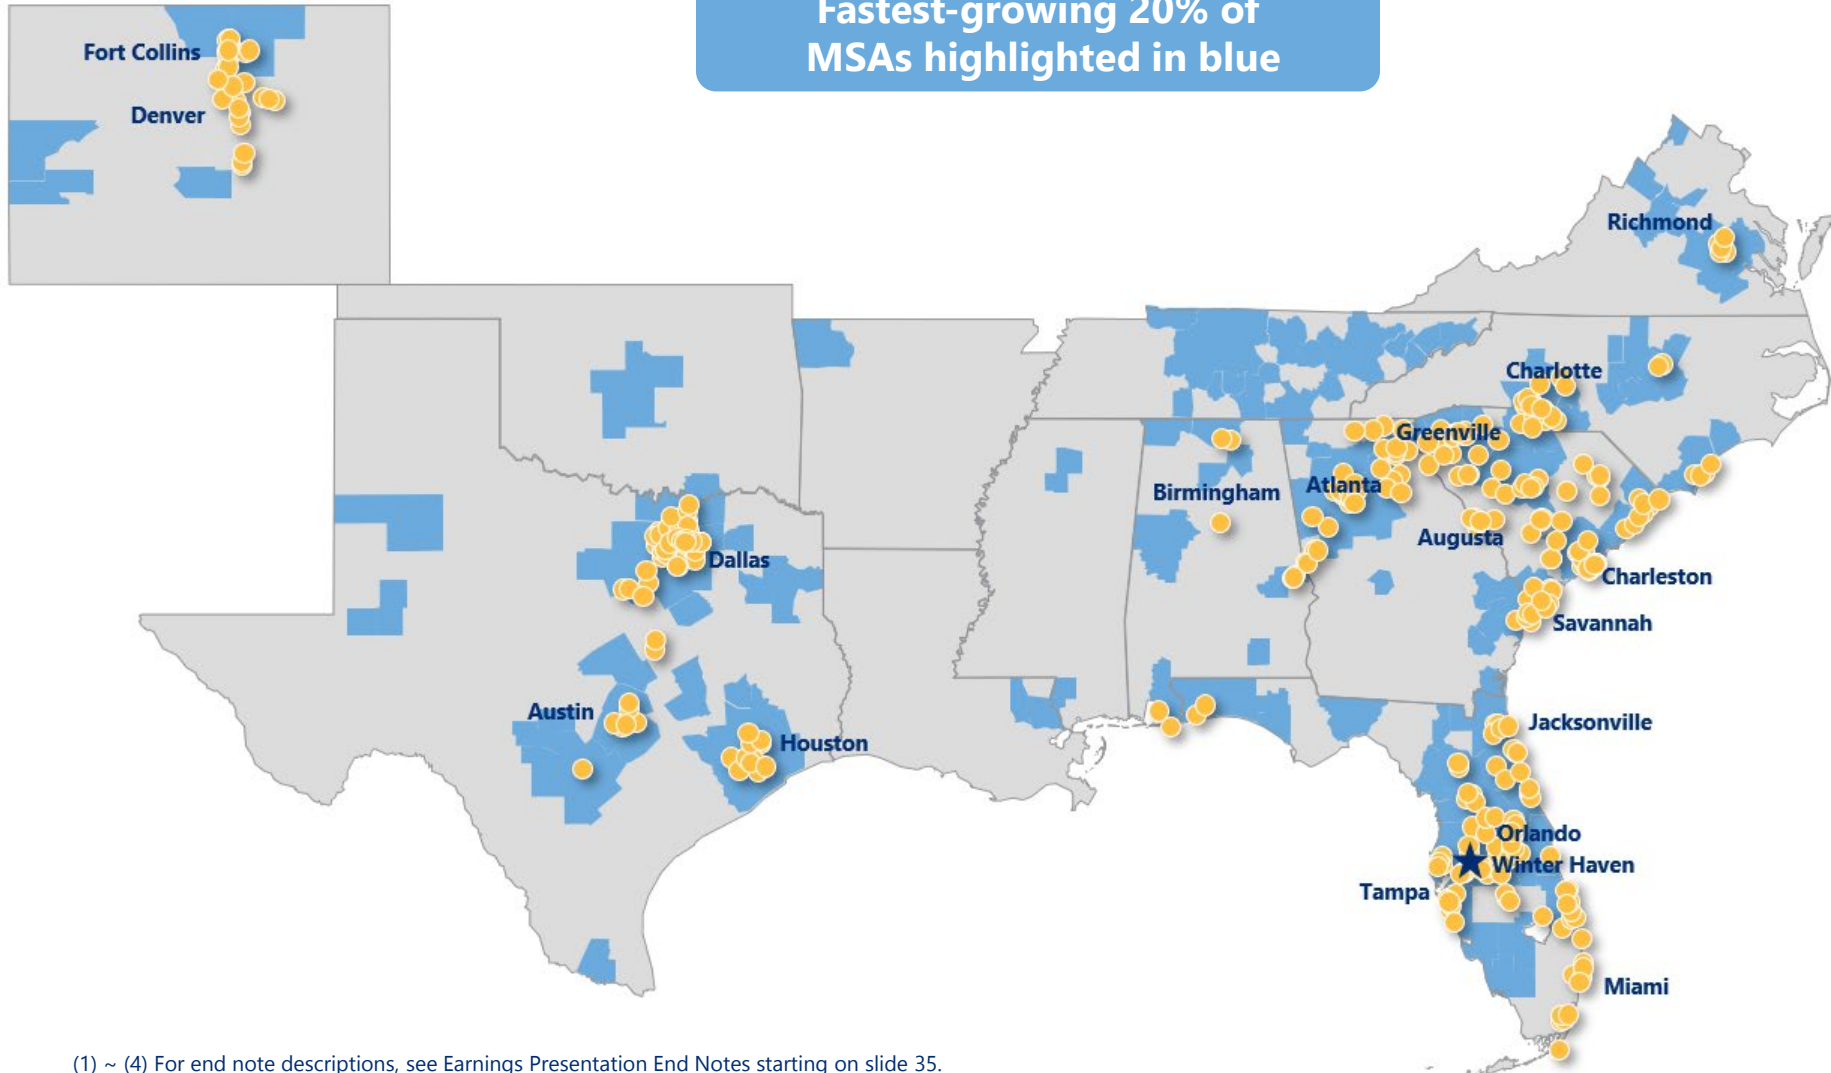 Fastest-growing 20% of
MSAs highlighted in blue
Fort Collins
Denver
Richmond
Charlotte
Greenville
Birmingham
Atlanta
Augusta
Dallas
Charleston
Savannah
Austin
Jacksonville
Houston
Orlando
Winter Haven
Tampa
Miami
(1) ~ (4) For end note descriptions, see Earnings Presentation End Notes starting on slide 35.